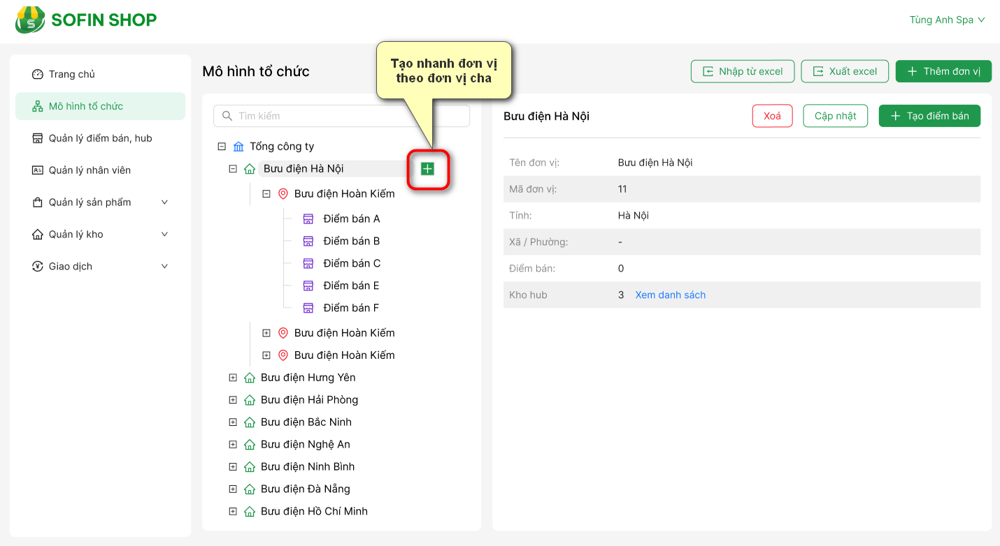 SOFIN SHOP
Tùng Anh Spa
Trang chủ
Mô hình tổ chức
Quản lý điểm bán, hub
Quản lý nhân viên
Quản lý sản phẩm
Quản lý kho
Giao dịch
Mô hình tổ chức
Tạo nhanh đơn vị
theo đơn vị cha
Nhập từ excel
Xuất excel
Thêm đơn vị
Tìm kiếm
Tổng công ty
Bưu điện Hà Nội
Bưu điện Hoàn Kiếm
Điểm bán A
Điểm bán B
Điểm bán C
Điểm bán E
Điểm bán F
Bưu điện Hoàn Kiếm
Bưu điện Hoàn Kiếm
Bưu điện Hưng Yên
Bưu điện Hải Phòng
Bưu điện Bắc Ninh
Bưu điện Nghệ An
Bưu điện Ninh Bình
Bưu điện Đà Nẵng
Bưu điện Hồ Chí Minh
Bưu điện Hà Nội
Xoá
Cập nhật
Tạo điểm bán
Tên đơn vị: Bưu điện Hà Nội
Mã đơn vị: 11
Tỉnh: Hà Nội
Xã / Phường: -
Điểm bán: 0
Kho hub 3 Xem danh sách